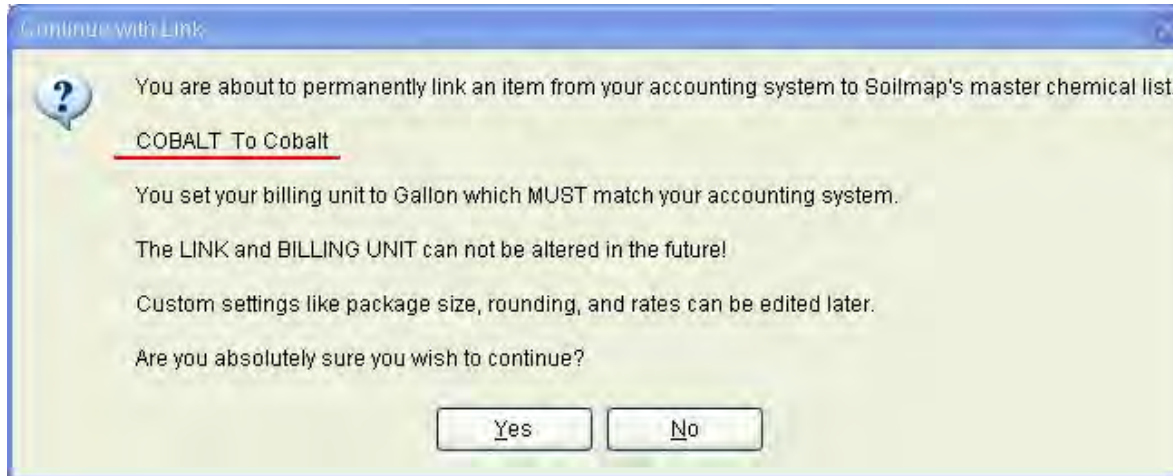 Continue with Link
You are about to permanently link an item from your accounting system to Soilmap's master chemical list
COBALT To Cobalt
You set your billing unit to Gallon which MUST match your accounting system.
The LINK and BILLING UNIT can not be altered in the future!
Custom settings like package size, rounding, and rates can be edited later.
Are you absolutely sure you wish to continue?
Yes No